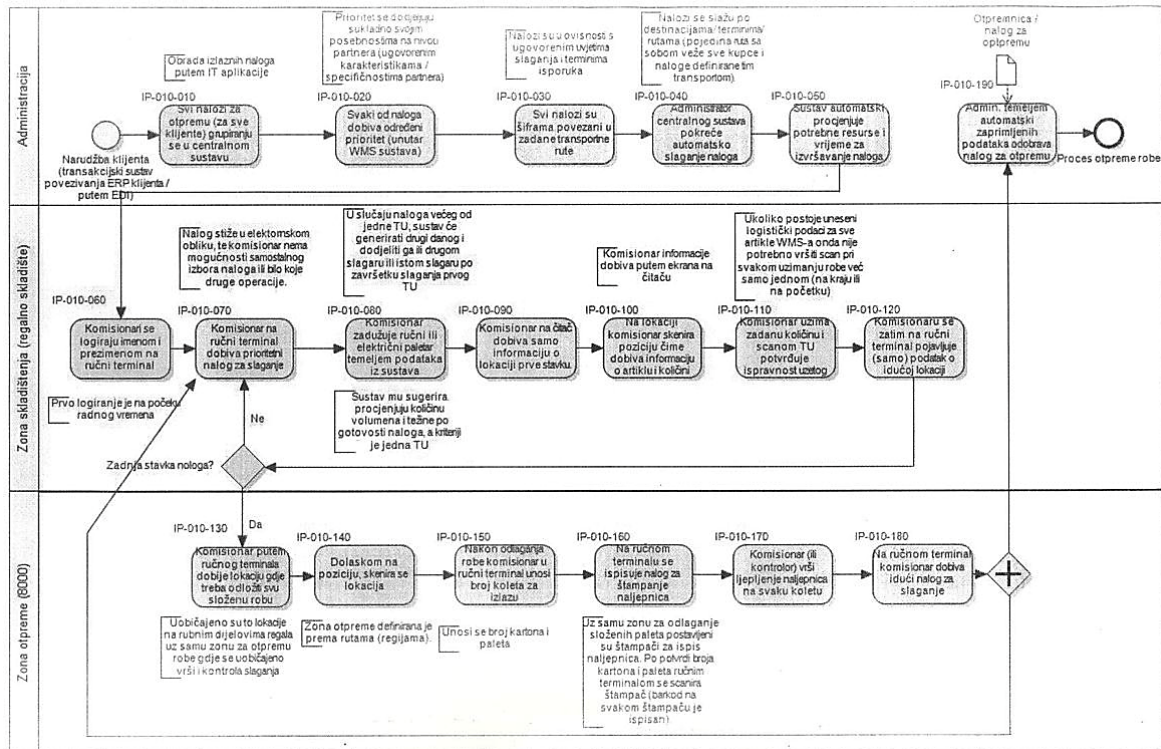 Administracija
Obrada izlaznih naloga
putem IT aplikacije
Prioritet se docjeljuju
sukladno svojim
posebnostima na nivou
partnera (ugovorenim
karakteristikama
/ specifičnostima partnera)
Nalozi su u ovisnosti s
ugovorenim uvjetima
slaganja i terminima
isporuka
Nalozi se slažu po
destinacijama/ terminima/
rutama (pojedina ruta sa
sobom veže sve kupce i
naloge definirane tim
transportom).
Otpremnica /
nalog za
otpremu
IP-010-010
Svi nalozi za
otpremu (za sve
klijente) grupiranju
se u centralnom
sustavu
IP-010-020
Svaki od naloga
dobiva određeni
prioritet (unutar
WMS sustava)
IP-010-030
Svi nalozi su
šiframa povezani u
zadane transportne
rute
IP-010-040
Administrator
centralnog sustava
pokreće
automatsko
slaganje naloga
IP-010-050
Sustav automatski
procjenjuje
potrebne resurse i
vrijeme za
izvršavanje naloga
IP-010-190
Admin. temeljem
automatski
zaprimljenih
podataka odobrava
nalog za otpremu
Narudžba klijenta
(transakcijski sustav
povezivanja ERP klijenta /
putem EDI)
Proces otpreme robe
Zona skladištenja (regalno skladište)
Nalog stiže u elektornskom
obliku, te komisionar nema
mogućnosti samostalnog
izbora naloga ili bilo koje
druge operacije.
U slučaju naloga većeg od
jedne TU, sustav će
generirati drugi danog i
dodjeliti ga ili drugom
slagaru ili istom slagaru po
završetku slaganja prvog
TU
Komisionar informacije
dobiva putem ekrana na
čitaču
Ukoliko postoje uneseni
logistički podaci za sve
artikle WMS-a onda nije
potrebno vršiti scan pri
svakom uzimanju robe već
samo jednom (na kraju ili
na početku)
IP-010-060
Komisionari se
logiraju imenom i
prezimenom na
ručni terminal
IP-010-070
Komisionar na
ručni terminal
dobiva prioritetni
nalog za slaganje
IP-010-080
Komisionar
zadužuje ručni ili
električni paletar
temeljem podataka
iz sustava
IP-010-090
Komisionar na čitač
dobiva samo
informaciju o
lokaciji prve stavku.
IP-010-100
Na lokaciji
komisionar skenira
poziciju čime
dobiva informaciju
o artiklu i količini
IP-010-110
Komisionar uzima
zadanu količinu i
scanom TU
potvrđuje
ispravnost uzetog
IP-010-120
Komisionaru se
zatim na ručni
terminal pojavljuje
(samo) podatak o
idućoj lokaciji
Prvo logiranje je na počeku
radnog vremena
Ne
Sustav mu sugerira
procjenjuju količinu
volumena i težne po
gotovosti naloga, a kriteriji
je jedna TU
Zadnja stavka nologa?
Zona otpreme (8000)
Da
IP-010-130
Komisionar putem
ručnog terminala
dobije lokaciju gdje
treba odložiti svu
složenu robu
IP-010-140
Dolaskom na
poziciju, skenira se
lokacija
IP-010-150
Nakon odlaganja
robe komisionar u
ručni terminal unosi
broj koleta za
izlazu
IP-010-160
Na ručnom
terminalu se
ispisuje nalog za
štampanje
naljepnica
IP-010-170
Komisionar (ili
kontrolor) vrši
ljepljenje naljepnica
na svaku koletu
IP-010-180
Na ručnom terminal
komisionar dobiva
idući nalog za
slaganje
Uobičajeno su to lokacije
na rubnim dijelovima regala
uz samu zonu za otpremu
robe gdje se uobičajeno
vrši i kontrola slaganja
Zona otpreme definirana je
prema rutama (regijama).
Unosi se broj kartona i
paleta
Uz samu zonu za odlaganje
složenih paleta postavljeni
su štampači za ispis
naljepnica. Po potvrdi broja
kartona i paleta ručnim
terminalom se scanira
štampač (barkod na
svakom štampaču je
ispisan)